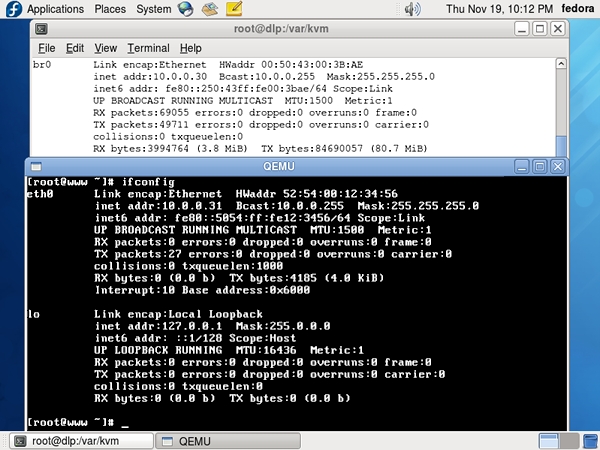 Applications Places System Thu Nov 19, 10:12 PM fedora
root@dlp:/var/kvm
File Edit View Terminal Help
br0 Link encap:Ethernet HWaddr 00:50:43:00:3B:AE
inet addr:10.0.0.30 Bcast:10.0.0.255 Mask:255.255.255.0
inet6 addr: fe80::250:43ff:fe00:3bae/64 Scope:Link
UP BROADCAST RUNNING MULTICAST MTU:1500 Metric:1
RX packets:69055 errors:0 dropped:0 overruns:0 frame:0
TX packets:49711 errors:0 dropped:0 overruns:0 carrier:0
collisions:0 txqueuelen:0
RX bytes:3994764 (3.8 MiB) TX bytes:84690057 (80.7 MiB)
QEMU
[root@www ~]# ifconfig
eth0 Link encap:Ethernet HWaddr 52:54:00:12:34:56
inet addr:10.0.0.31 Bcast:10.0.0.255 Mask:255.255.255.0
inet6 addr: fe80::5054:ff:fe12:3456/64 Scope:Link
UP BROADCAST RUNNING MULTICAST MTU:1500 Metric:1
RX packets:0 errors:0 dropped:0 overruns:0 frame:0
TX packets:27 errors:0 dropped:0 overruns:0 carrier:0
collisions:0 txqueuelen:1000
RX bytes:0 (0.0 b) TX bytes:4185 (4.0 KiB)
Interrupt:10 Base address:0x6000
lo Link encap:Local Loopback
inet addr:127.0.0.1 Mask:255.0.0.0
inet6 addr: ::1/128 Scope:Host
UP LOOPBACK RUNNING MTU:16436 Metric:1
RX packets:0 errors:0 dropped:0 overruns:0 frame:0
TX packets:0 errors:0 dropped:0 overruns:0 carrier:0
collisions:0 txqueuelen:0
RX bytes:0 (0.0 b) TX bytes:0 (0.0 b)
[root@www ~]# _
root@dlp:/var/kvm QEMU